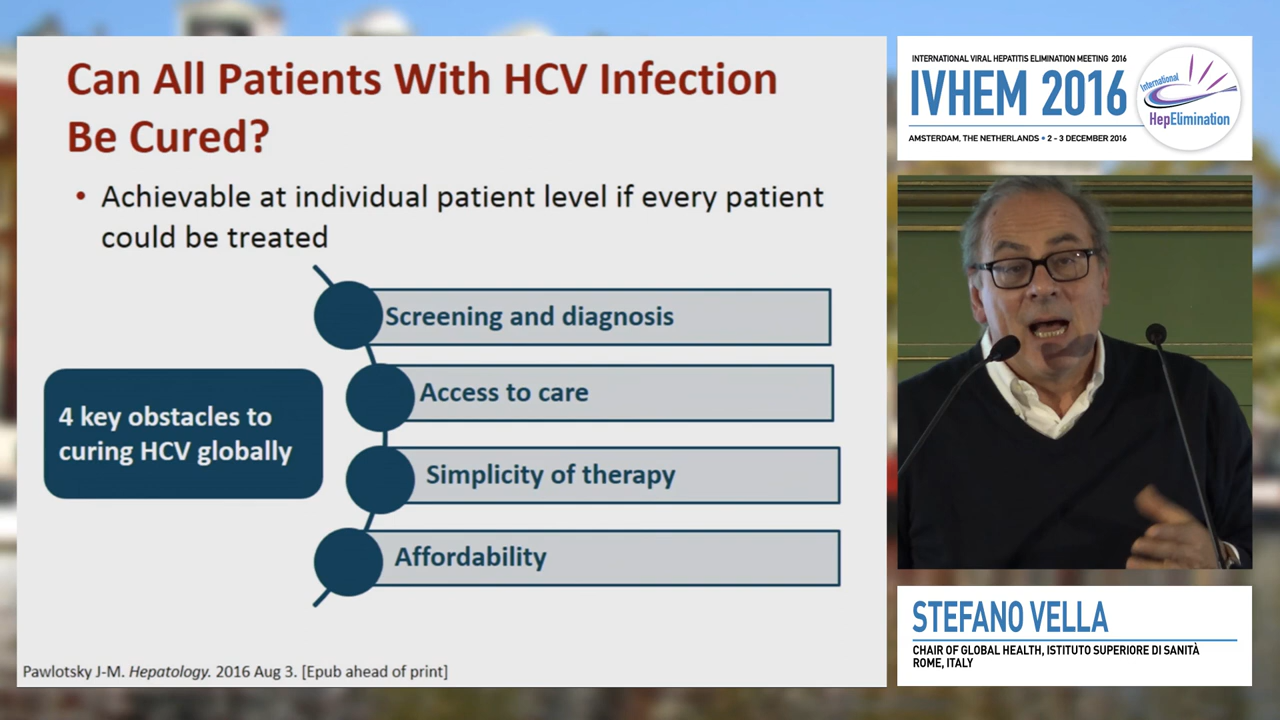 Can All Patients With HCV Infection
Be Cured?
• Achievable at individual patient level if every patient
could be treated
4 key obstacles to
curing HCV globally
Screening and diagnosis
Access to care
Simplicity of therapy
Affordability
Pawlotsky J-M. Hepatology. 2016 Aug 3. [Epub ahead of print]
INTERNATIONAL VIRAL HEPATITIS ELIMINATION MEETING 2016
IVHEM 2016
AMSTERDAM, THE NETHERLANDS • 2 - 3 DECEMBER 2016
International
HepElimination
STEFANO VELLA
CHAIR OF GLOBAL HEALTH, ISTITUTO SUPERIORE DI SANITÀ
ROME, ITALY